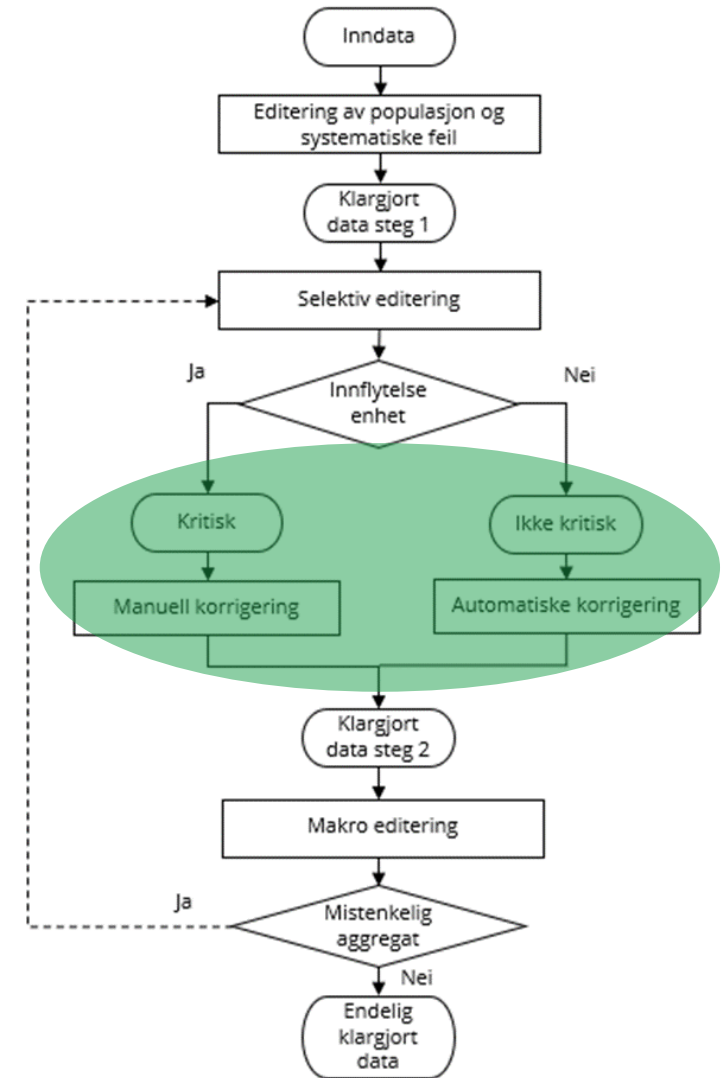 Inndata
Editering av populasjon og
systematiske feil
Klargjort
data steg 1
Selektiv editering
Ja
Nei
Innflytelse
enhet
Kritisk
Ikke kritisk
Manuell korrigering
Automatiske korrigering
Klargjort
data steg 2
Makro editering
Ja
Mistenkelig
aggregat
Nei
Endelig
klargjort
data